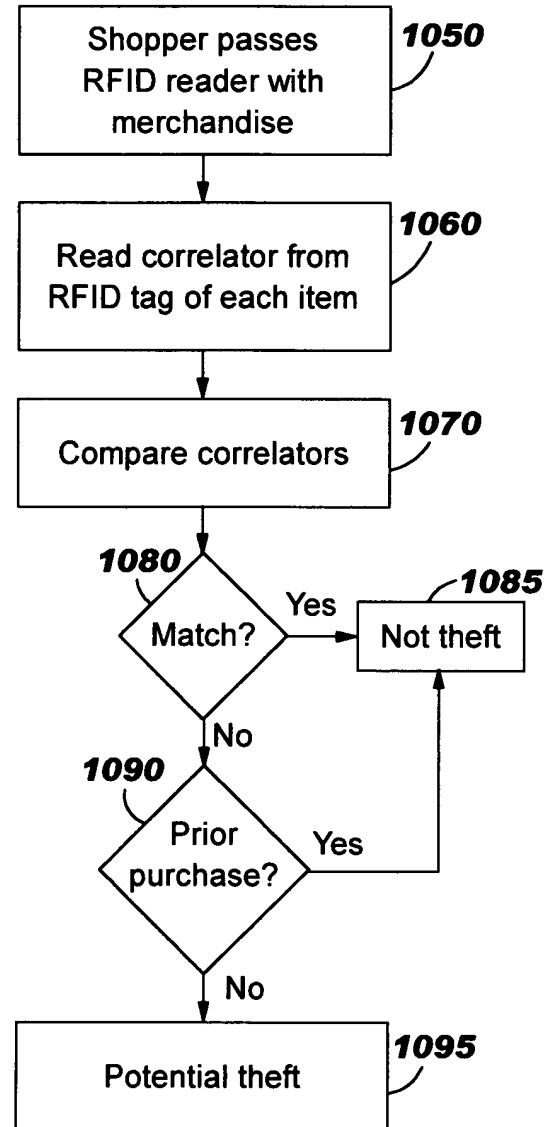 Shopper passes
RFID reader with
merchandise
1050
Read correlator from
RFID tag of each item
1060
Compare correlators
1070
1080
Match?
Yes
1085
Not theft
No
1090
Prior
purchase?
Yes
No
Potential theft
1095